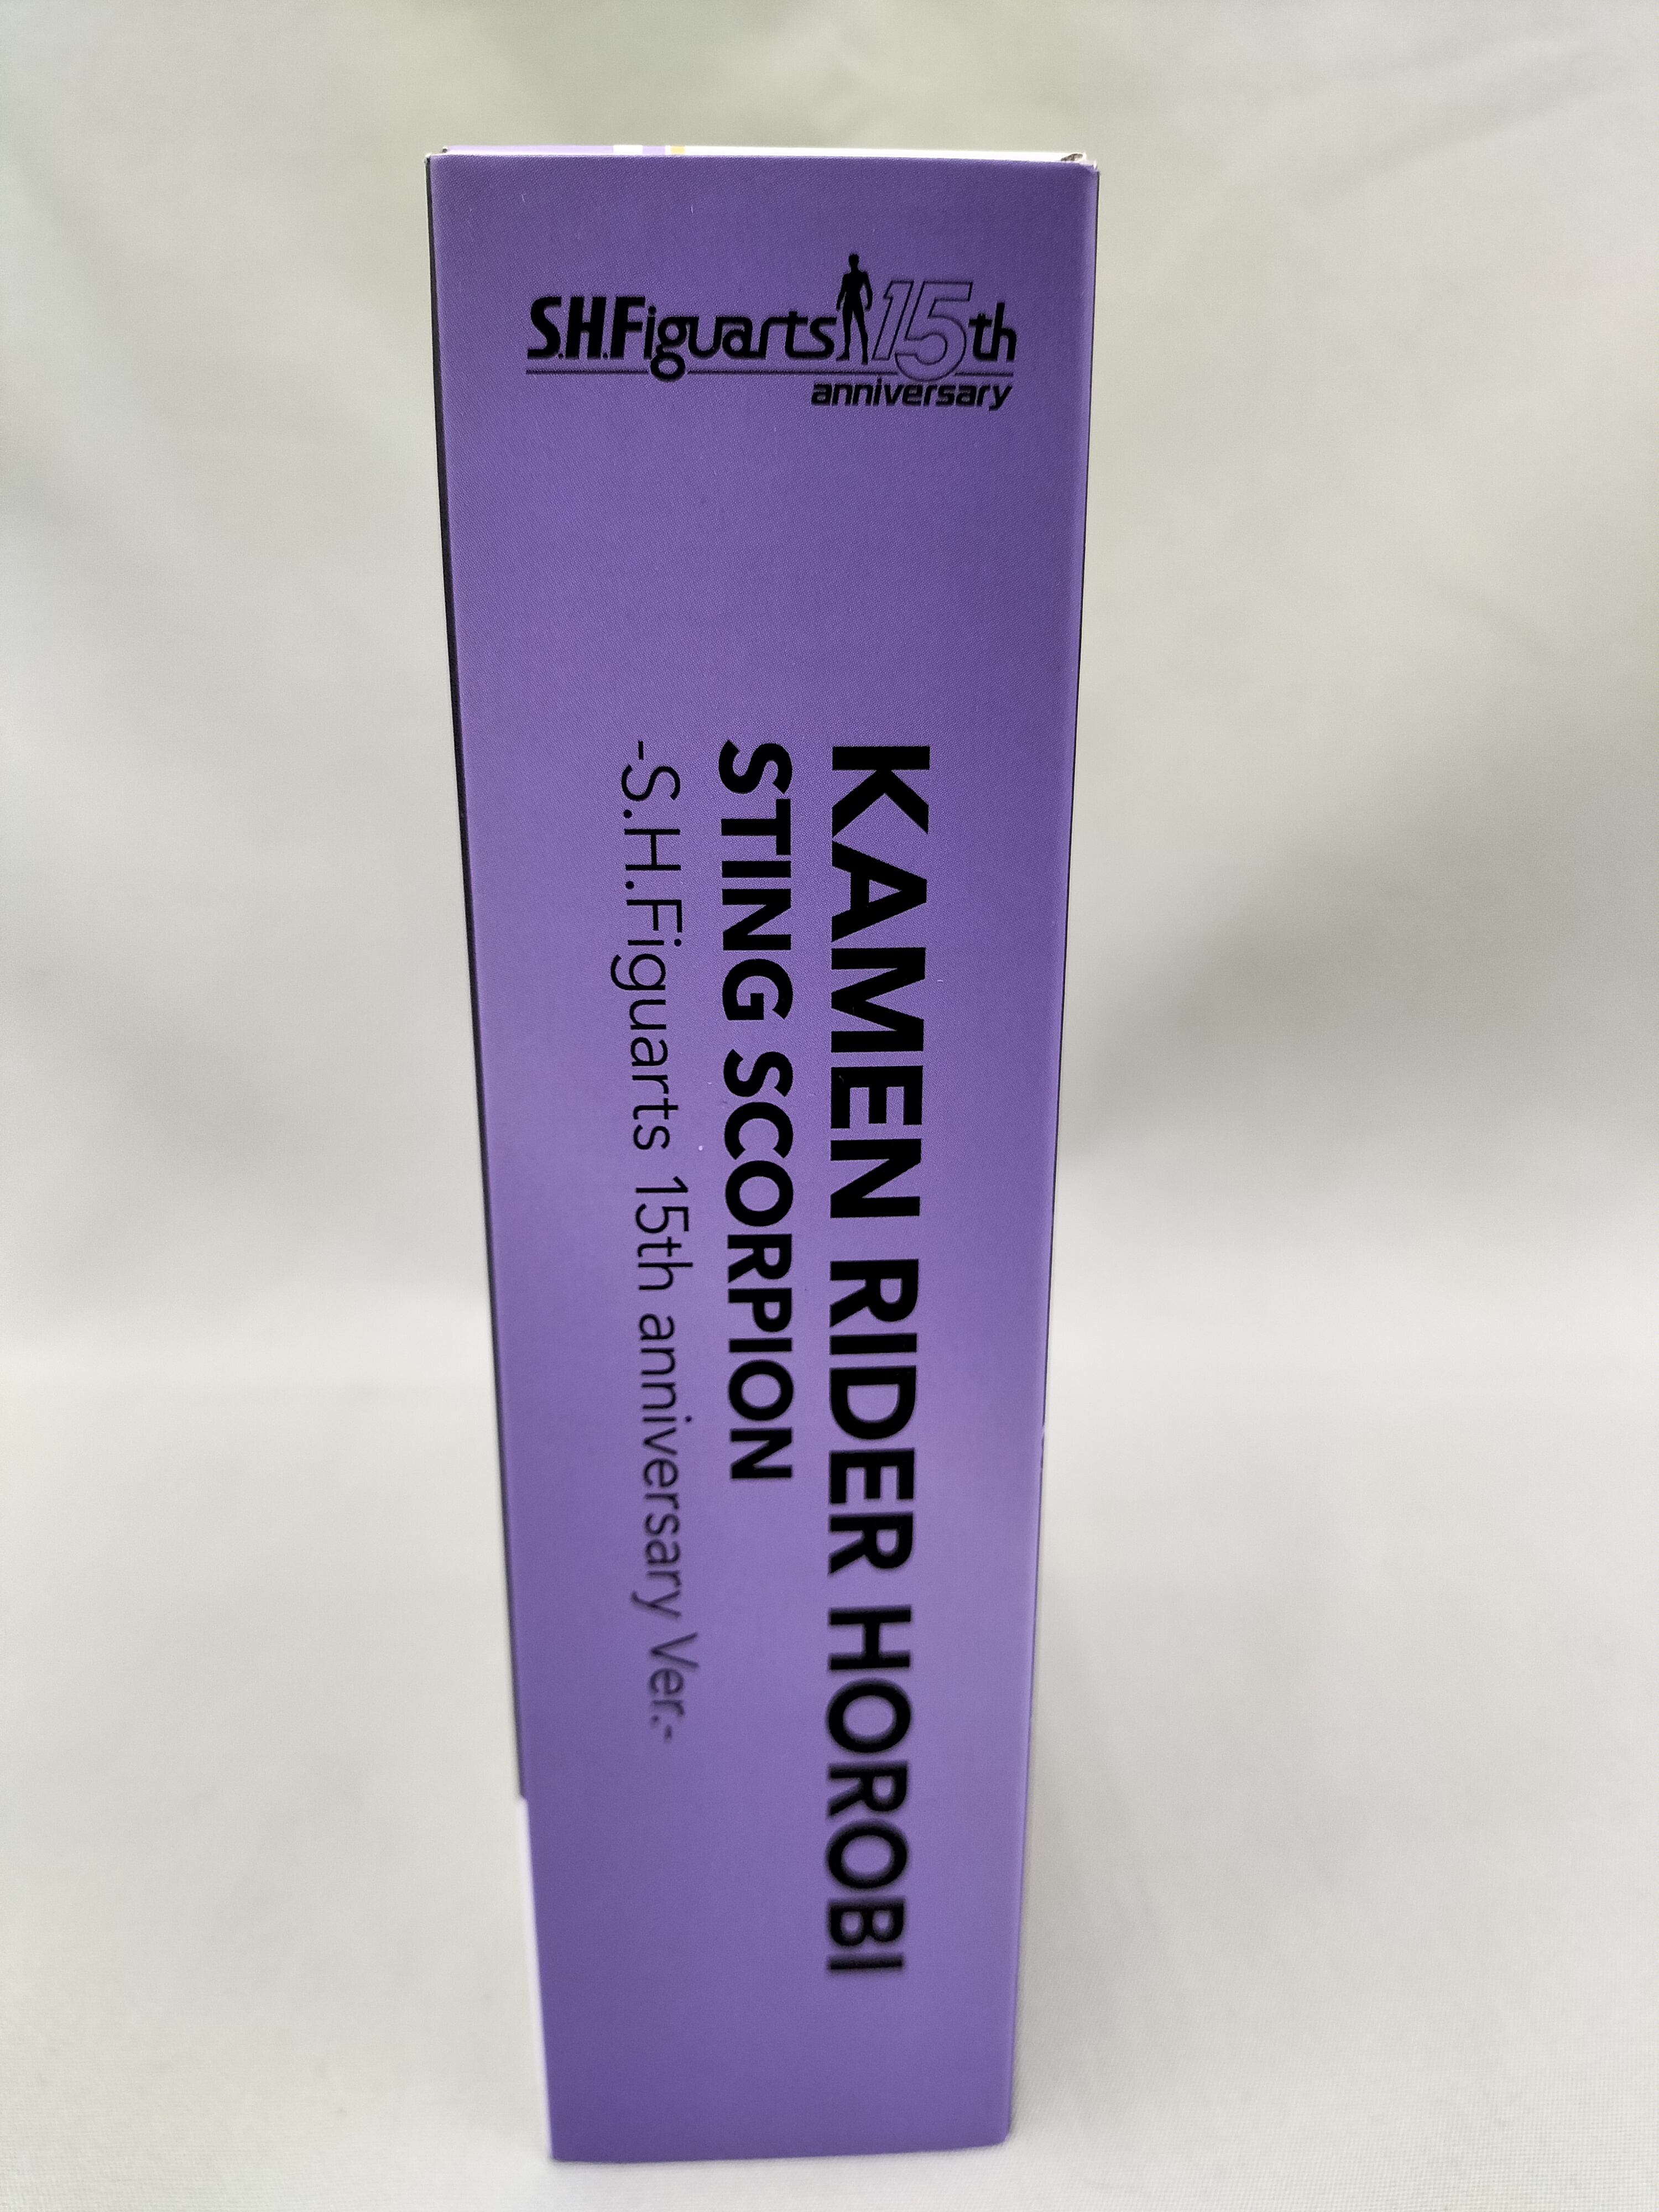 S.H.Figuarts 15th
anniversary
KAMEN RIDER HOROBI
STING SCORPION
-S.H.Figuarts 15th anniversary Ver.-